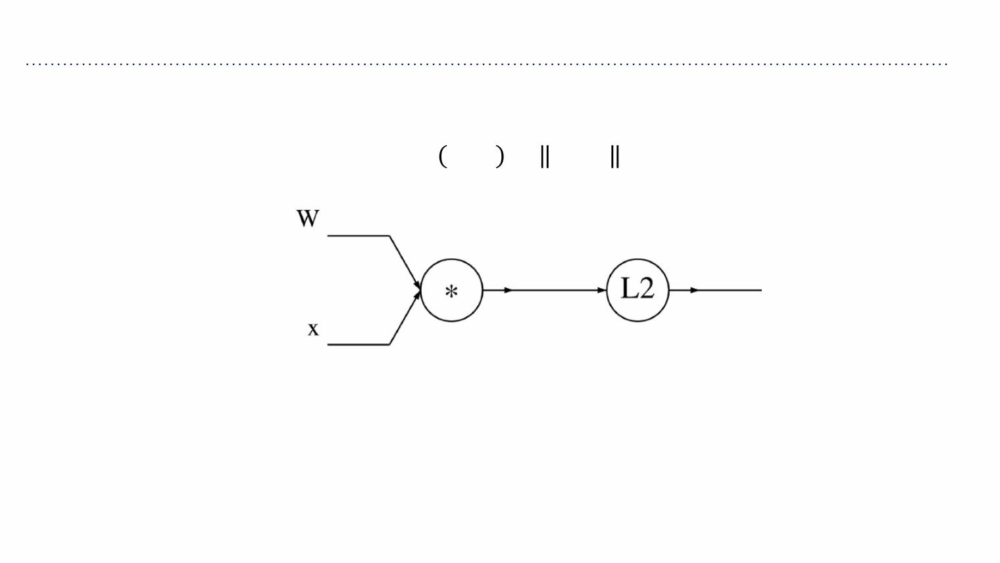 ( ) ‖ ‖
W
* L2
x